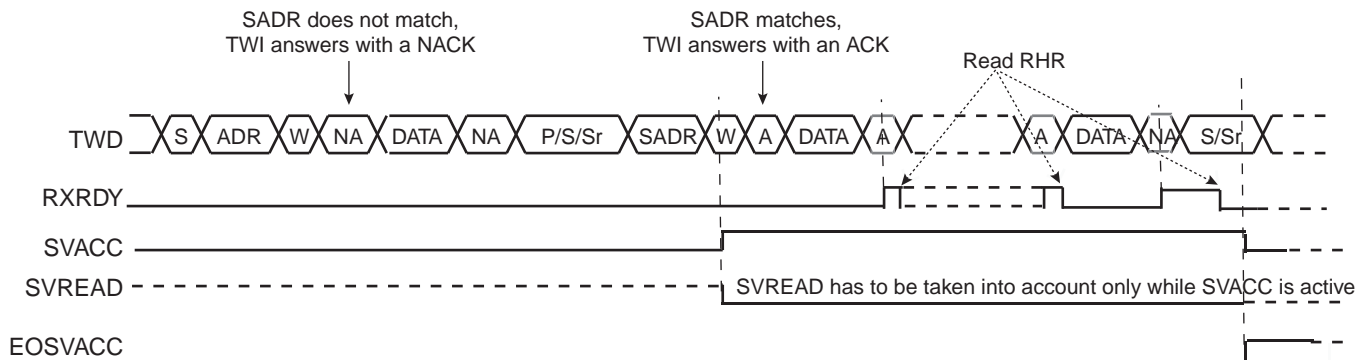 SADR does not match,
TWI answers with a NACK
SADR matches,
TWI answers with an ACK
Read RHR
TWD S ADR W NA DATA NA P/S/Sr SADR W A DATA A A DATA NA S/Sr
RXRDY
SVACC
SVREAD SVREAD has to be taken into account only while SVACC is active
EOSVACC